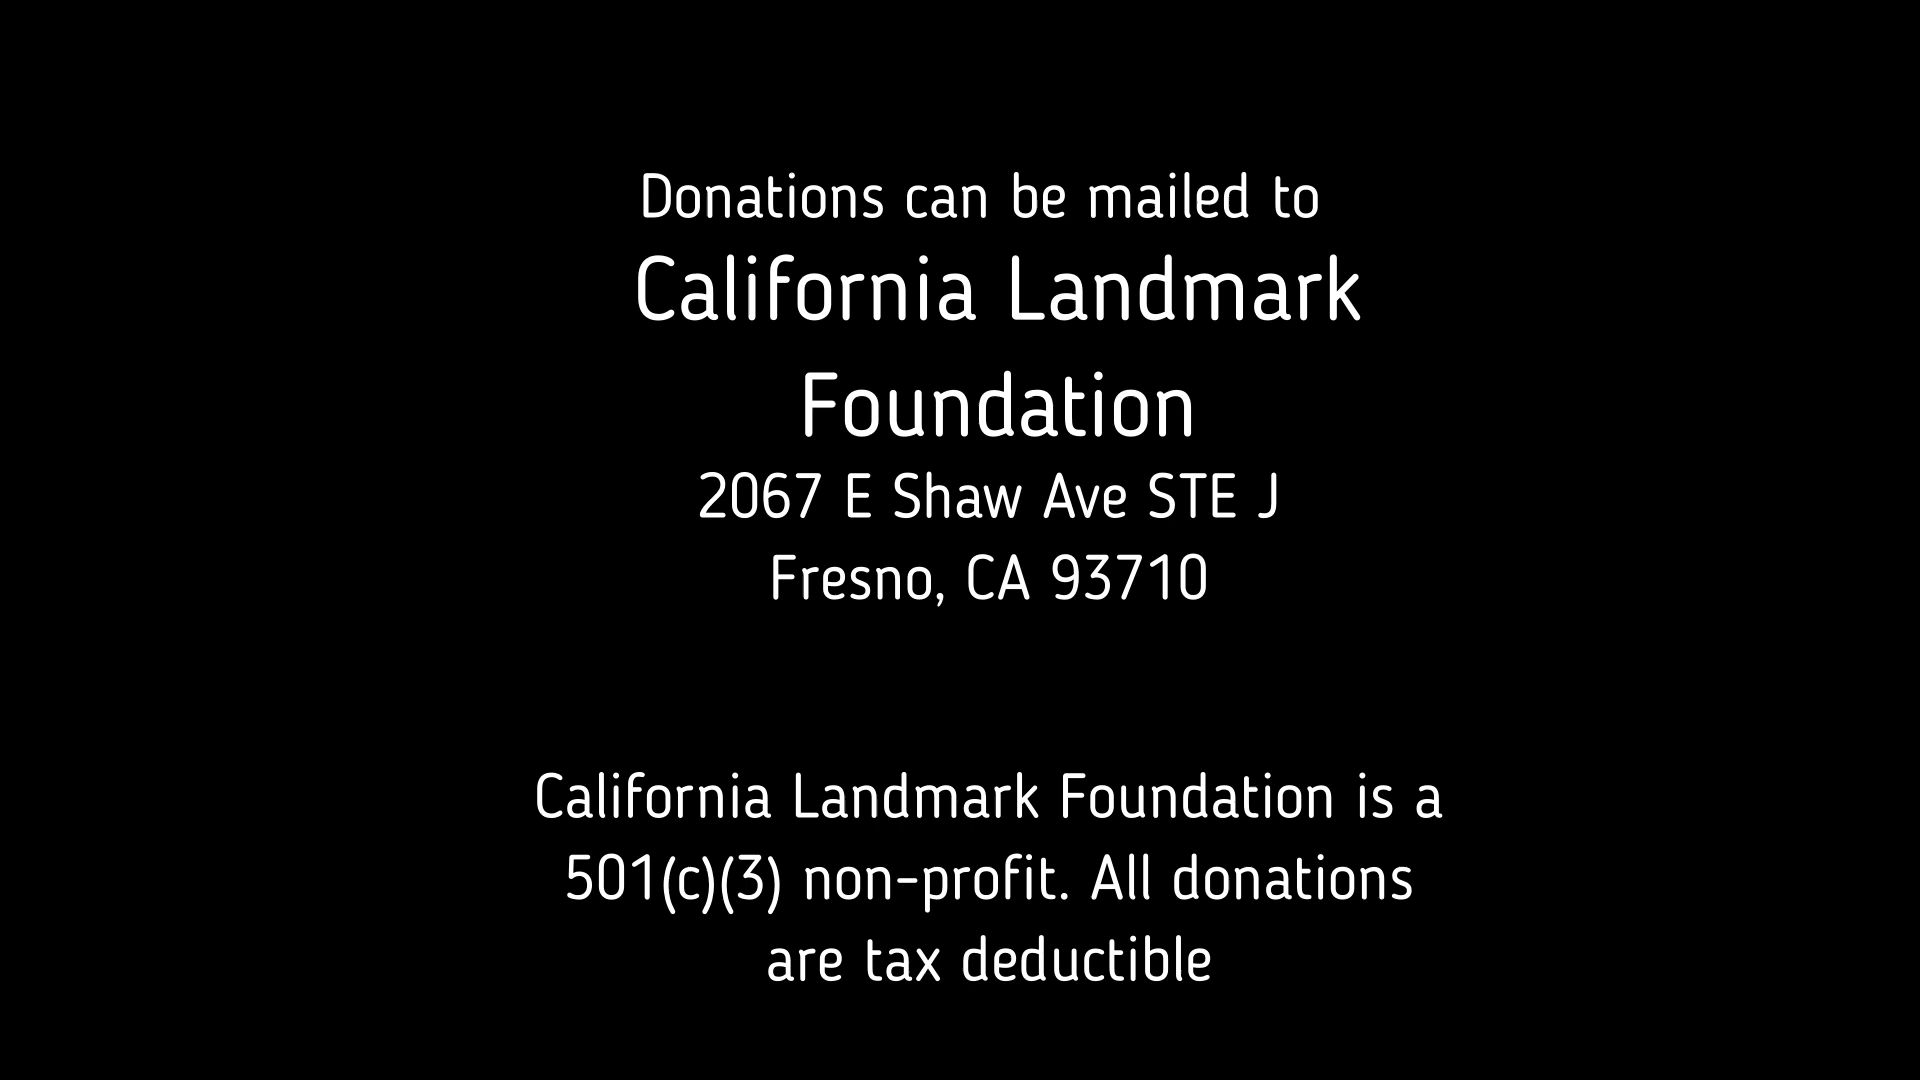 Donations can be mailed to
California Landmark
Foundation
2067 E Shaw Ave STE J
Fresno, CA 93710
California Landmark Foundation is a
501(c)(3) non-profit. All donations
are tax deductible